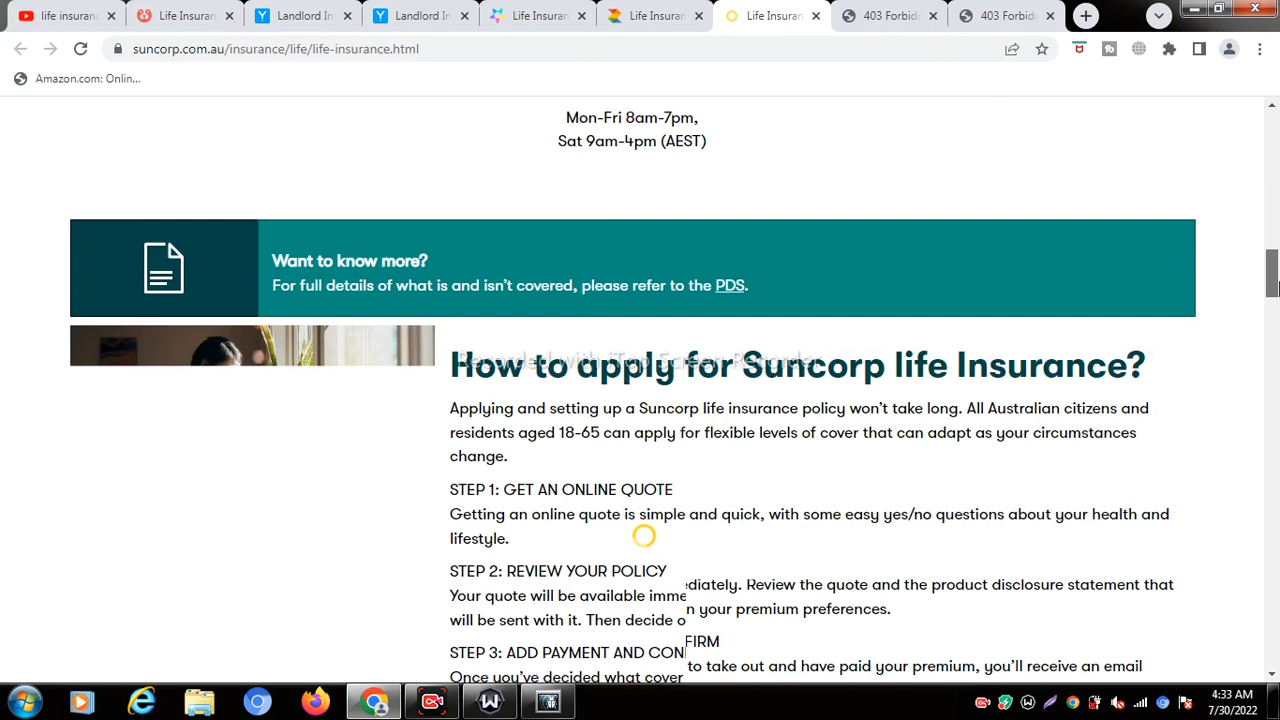 life insuranc
Life Insuran
Landlord In
Landlord In
Life Insuran
Life Insuran
Life Insuran
403 Forbid
403 Forbid
suncorp.com.au/insurance/life/life-insurance.html
Amazon.com: Onlin...
Mon-Fri 8am-7pm,
Sat 9am-4pm (AEST)
Want to know more?
For full details of what is and isn't covered, please refer to the PDS.
Recorded with iTop Screen Recorder
How to apply for Suncorp life Insurance?
Applying and setting up a Suncorp life insurance policy won't take long. All Australian citizens and
residents aged 18-65 can apply for flexible levels of cover that can adapt as your circumstances
change.
STEP 1: GET AN ONLINE QUOTE
Getting an online quote is simple and quick, with some easy yes/no questions about your health and
lifestyle.
STEP 2: REVIEW YOUR POLICY
Your quote will be available imme
diately. Review the quote and the product disclosure statement that
will be sent with it. Then decide o
n your premium preferences.
STEP 3: ADD PAYMENT AND CON
FIRM
Once you've decided what cover
to take out and have paid your premium, you'll receive an email
4:33 AM
7/30/2022